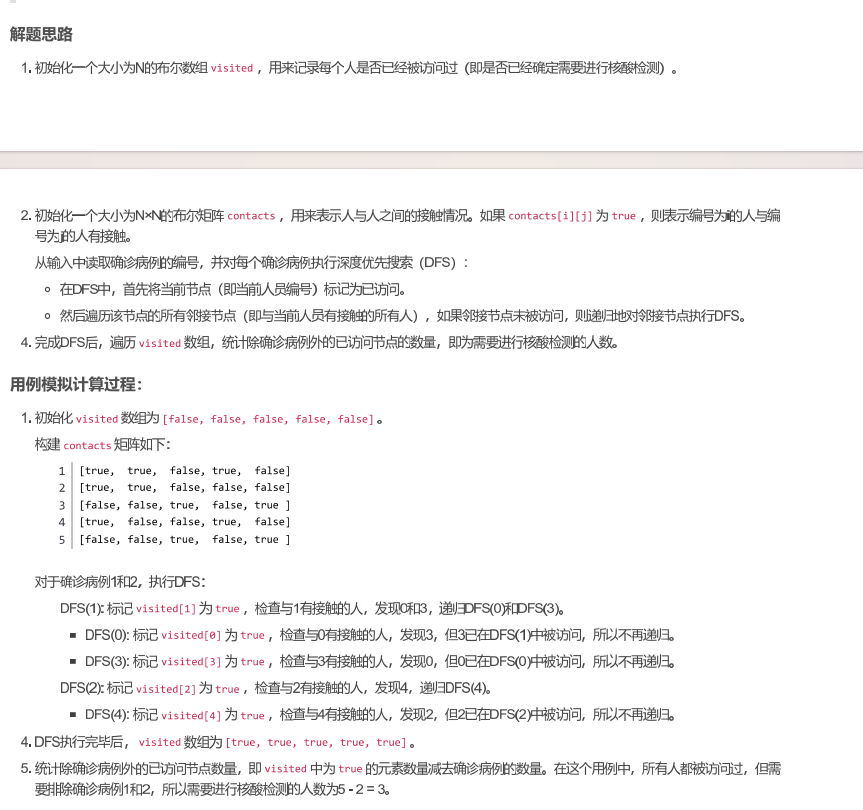 解题思路
1. 初始化一个大小为N的布尔数组 visited ，用来记录每个人是否已经被访问过（即是否已经确定需要进行核酸检测）。
2. 初始化一个大小为N×N的布尔矩阵 contacts ，用来表示人与人之间的接触情况。如果 contacts[i][j] 为 true ，则表示编号为i的人与编
号为j的人有接触。
从输入中读取确诊病例的编号，并对每个确诊病例执行深度优先搜索（DFS）：
在DFS中，首先将当前节点（即当前人员编号）标记为已访问。
然后遍历该节点的所有邻接节点（即与当前人员有接触的所有人），如果邻接节点未被访问，则递归地对邻接节点执行DFS。
4. 完成DFS后，遍历 visited 数组，统计除确诊病例外的已访问节点的数量，即为需要进行核酸检测的人数。
用例模拟计算过程：
1. 初始化 visited 数组为 [false, false, false, false, false] 。
构建 contacts 矩阵如下：
1 [true, true, false, true, false]
2 [true, true, false, false, false]
3 [false, false, true, false, true ]
4 [true, false, false, true, false]
5 [false, false, true, false, true ]
对于确诊病例1和2，执行DFS：
DFS(1): 标记 visited[1] 为 true ，检查与1有接触的人，发现0和3，递归DFS(0)和DFS(3)。
DFS(0): 标记 visited[0] 为 true ，检查与0有接触的人，发现3，但3已在DFS(1)中被访问，所以不再递归。
DFS(3): 标记 visited[3] 为 true ，检查与3有接触的人，发现0，但0已在DFS(0)中被访问，所以不再递归。
DFS(2): 标记 visited[2] 为 true ，检查与2有接触的人，发现4，递归DFS(4)。
DFS(4): 标记 visited[4] 为 true ，检查与4有接触的人，发现2，但2已在DFS(2)中被访问，所以不再递归。
4. DFS执行完毕后， visited 数组为 [true, true, true, true, true] 。
5. 统计除确诊病例外的已访问节点数量，即 visited 中为 true 的元素数量减去确诊病例的数量。在这个用例中，所有人都被访问过，但需
要排除确诊病例1和2，所以需要进行核酸检测的人数为5 - 2 = 3。